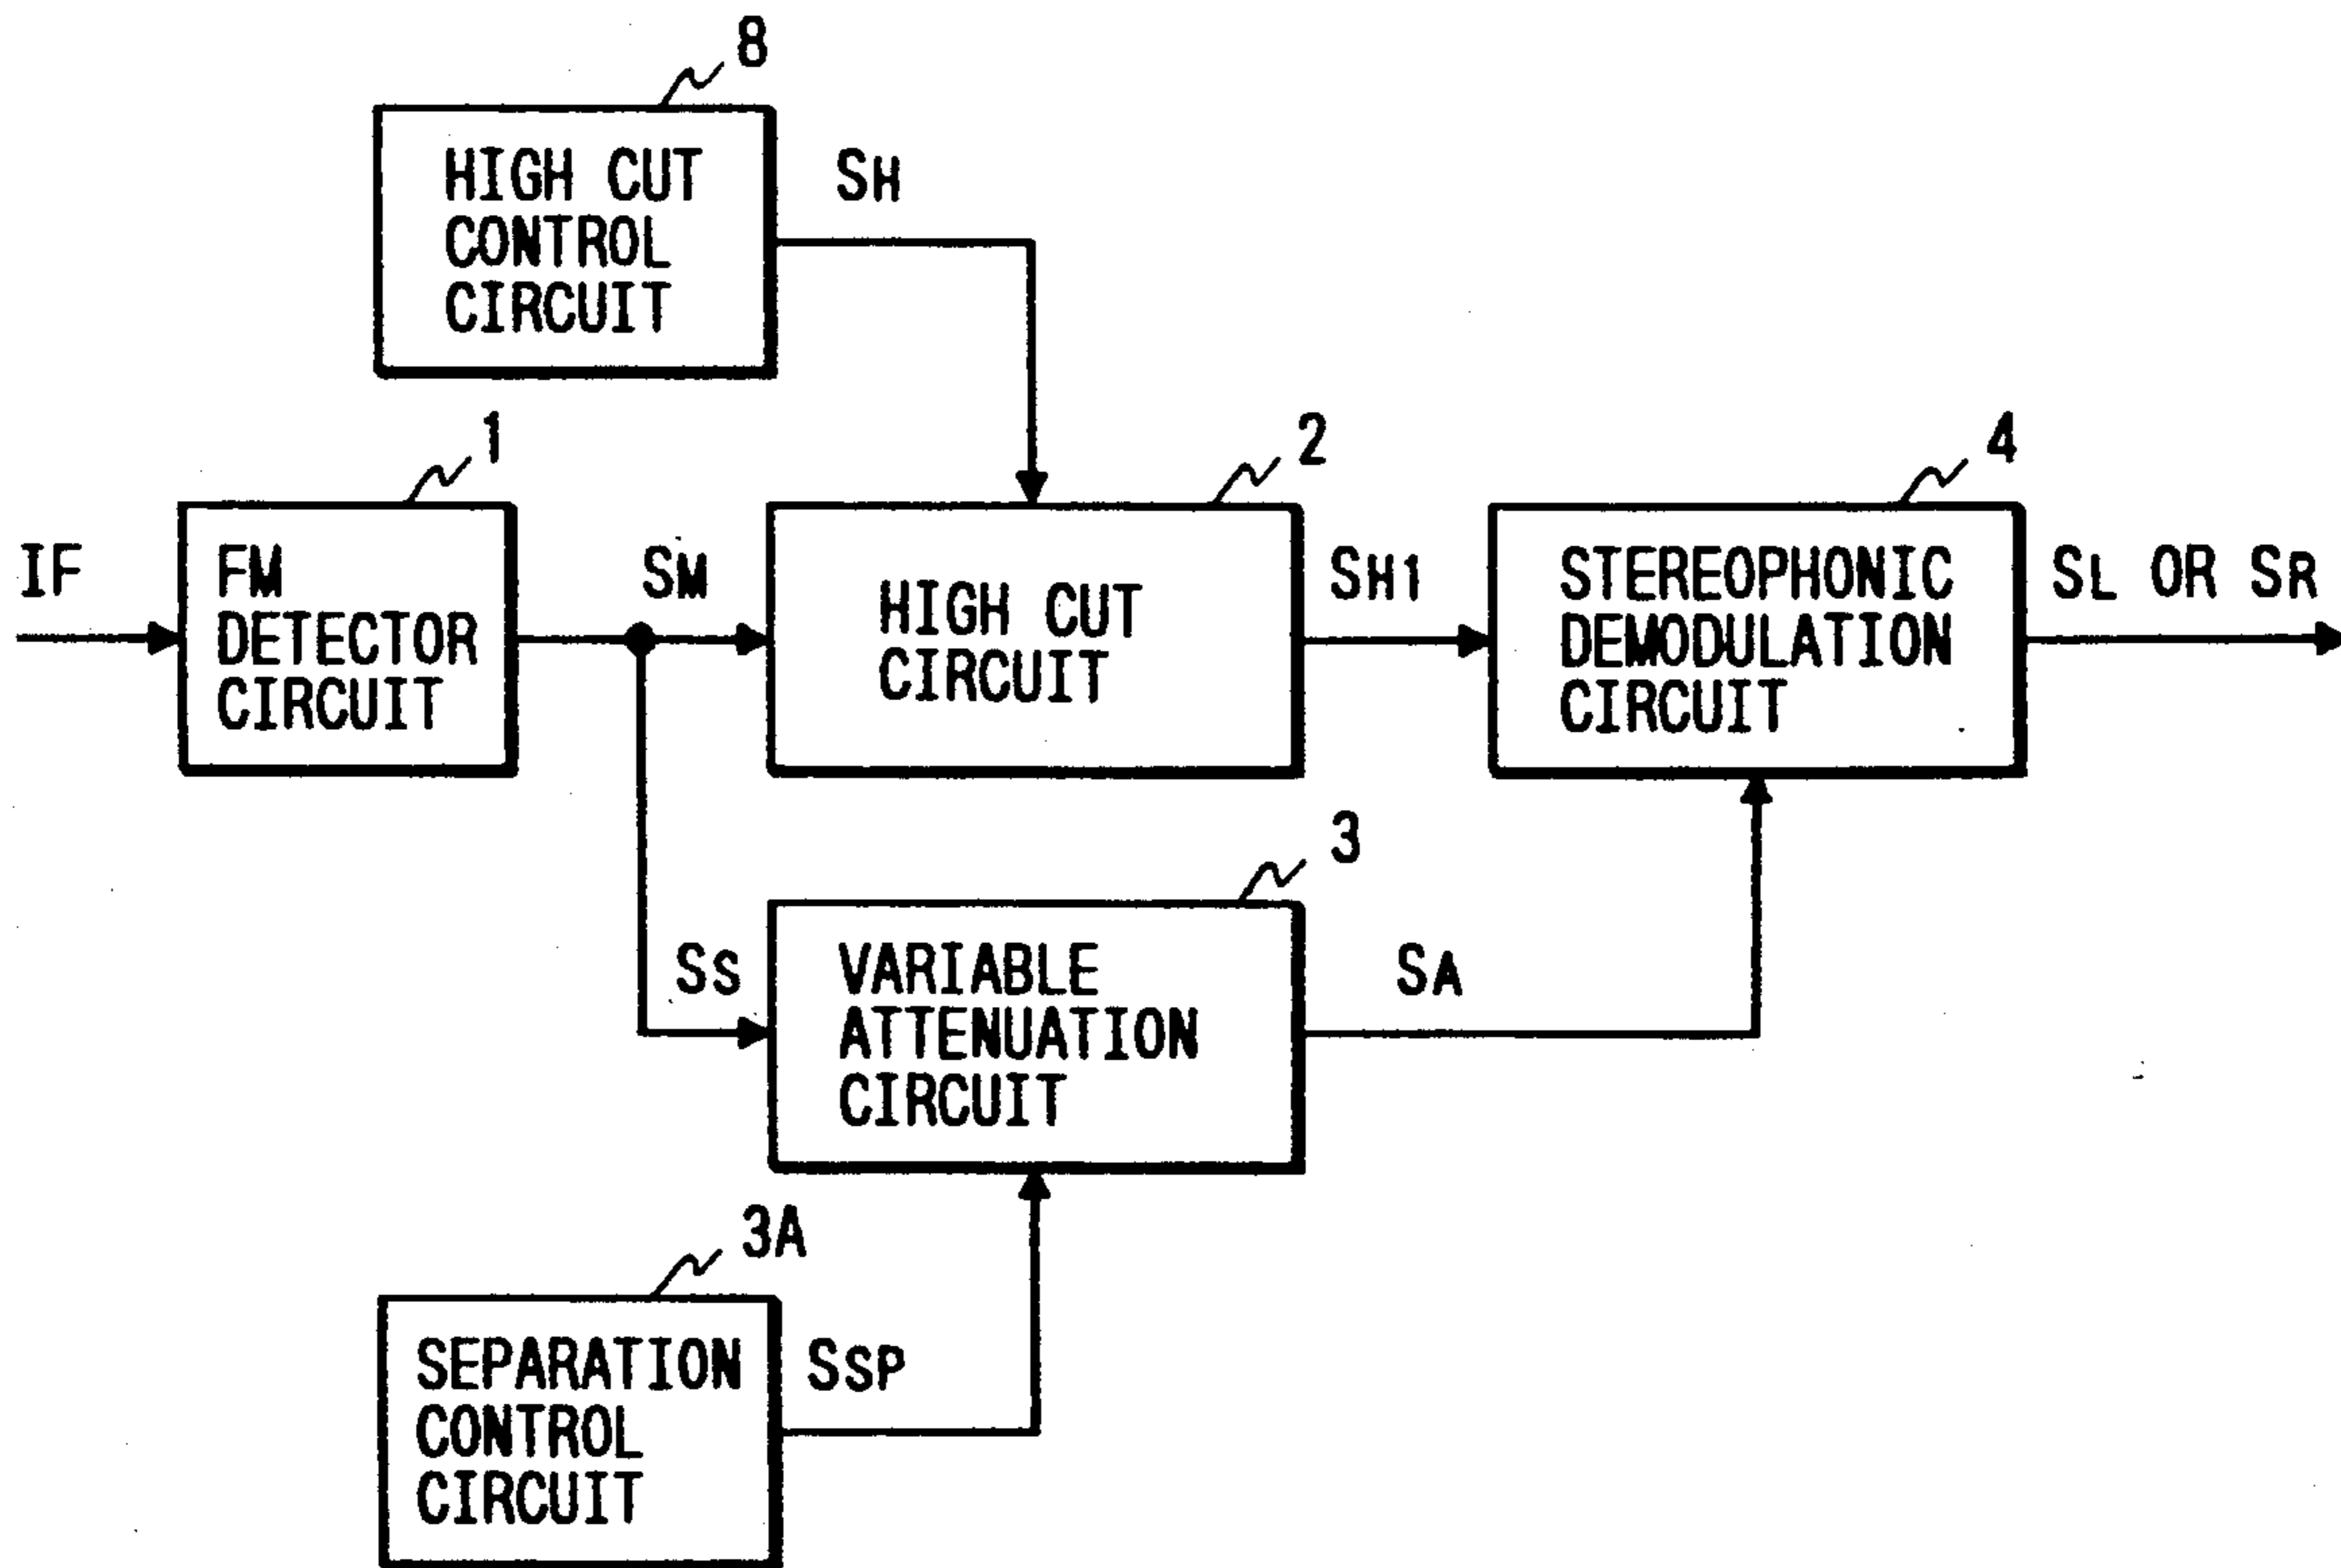 8
HIGH CUT
CONTROL
CIRCUIT
SH
1
2
4
IF
FM
DETECTOR
CIRCUIT
SM
HIGH CUT
CIRCUIT
SH1
STEREOPHONIC
DEMODULATION
CIRCUIT
SL OR SR
3
SS
VARIABLE
ATTENUATION
CIRCUIT
SA
3A
SEPARATION
CONTROL
CIRCUIT
SSP